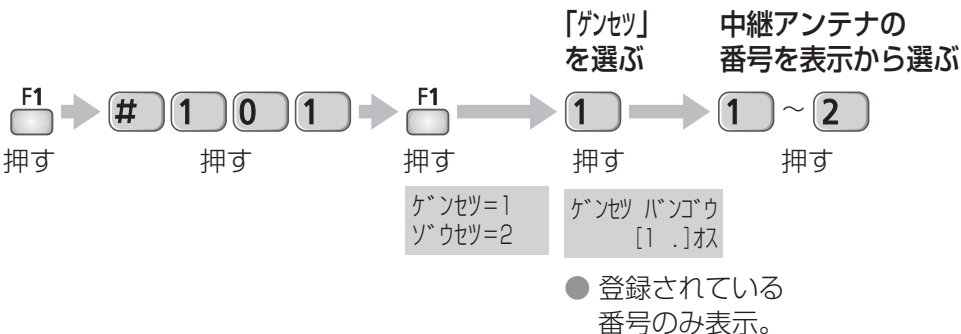 「ゲンセツ」
を選ぶ
中継アンテナの
番号を表示から選ぶ
F1 # 1 0 1 F1 1 1 ～ 2
押す 押す 押す 押す 押す
ゲンセツ=1
ゾウセツ=2
ゲンセツ バンゴウ
[1 .]オス
● 登録されている
番号のみ表示。